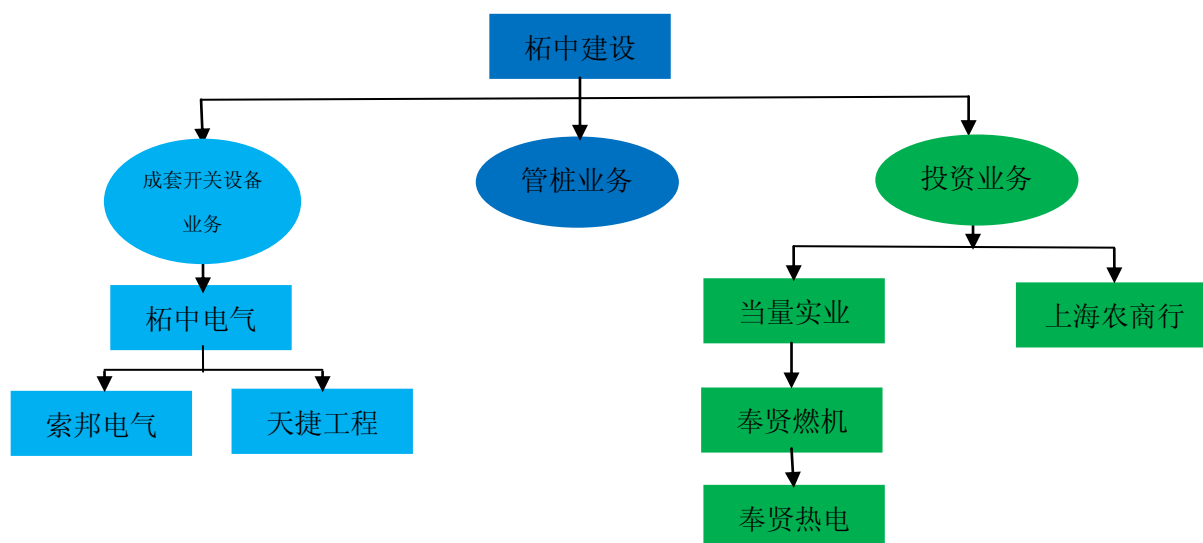 柘中建设
成套开关设备
业务
管桩业务
投资业务
柘中电气
当量实业
上海农商行
索邦电气
天捷工程
奉贤燃机
奉贤热电